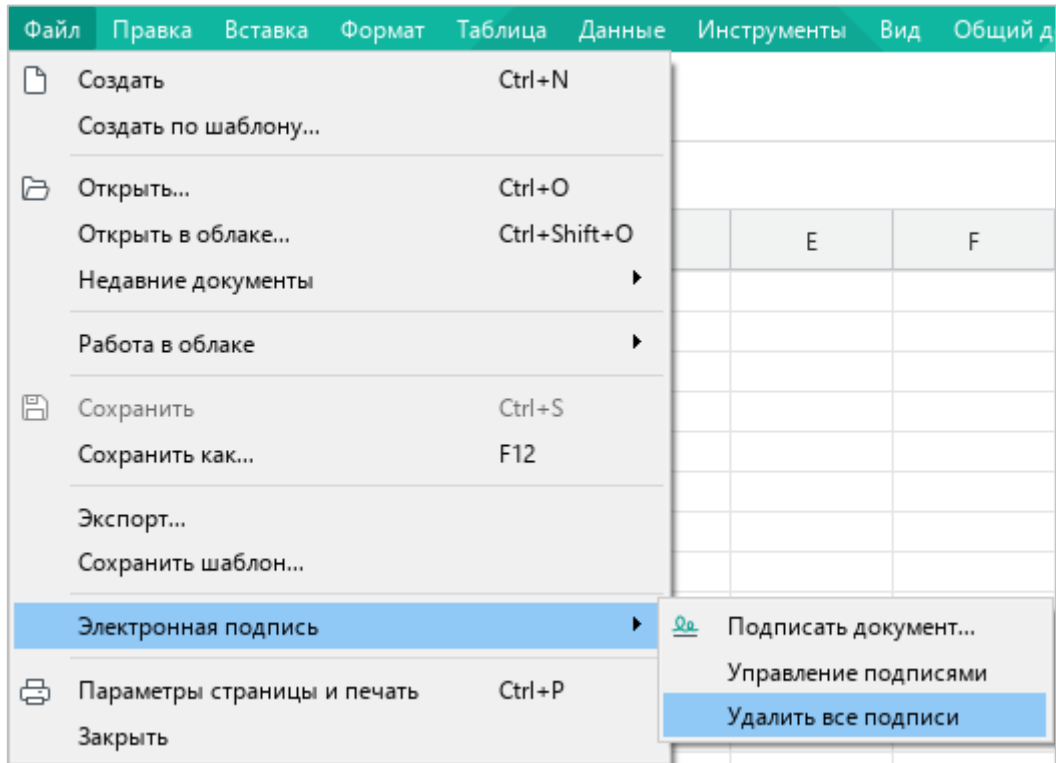 Файл Правка Вставка Формат Таблица Данные Инструменты Вид Общий
Создать Ctrl+N
Создать по шаблону...
Открыть... Ctrl+O
Открыть в облаке... Ctrl+Shift+O
E F
Недавние документы
Работа в облаке
Сохранить Ctrl+S
Сохранить как... F12
Экспорт...
Сохранить шаблон...
Электронная подпись
Подписать документ...
Управление подписями
Удалить все подписи
Параметры страницы и печать Ctrl+P
Закрыть